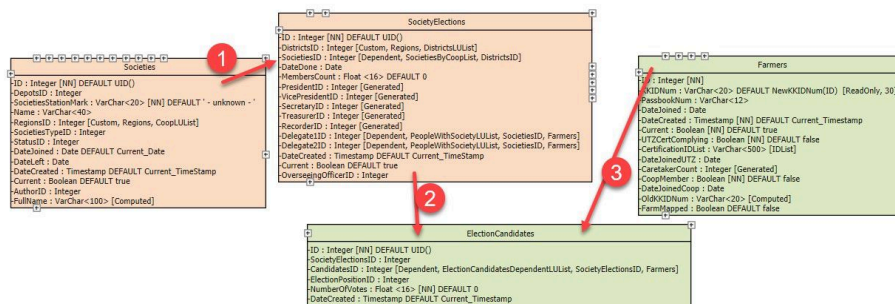 Societies
-ID : Integer [NN] DEFAULT UID()
-DepotsID : Integer
-SocietiesStationMark : VarChar<20> [NN] DEFAULT ' - unknown - '
-Name : VarChar<40>
-RegionsID : Integer [Custom, Regions, CoopLUList]
-SocietiesTypeID : Integer
-StatusID : Integer
-DateJoined : Date DEFAULT Current_Date
-DateLeft : Date
-DateCreated : Timestamp DEFAULT Current_TimeStamp
-Current : Boolean DEFAULT true
-AuthorID : Integer
-FullName : VarChar<100> [Computed]
1
SocietyElections
-ID : Integer [NN] DEFAULT UID()
-DistrictsID : Integer [Custom, Regions, DistrictsLUList]
-SocietiesID : Integer [Dependent, SocietiesByCoopList, DistrictsID]
-DateDone : Date
-MembersCount : Float <16> DEFAULT 0
-PresidentID : Integer [Generated]
-VicePresidentID : Integer [Generated]
-SecretaryID : Integer [Generated]
-TreasurerID : Integer [Generated]
-RecorderID : Integer [Generated]
-Delegate1ID : Integer [Dependent, PeopleWithSocietyLUList, SocietiesID, Farmers]
-Delegate2ID : Integer [Dependent, PeopleWithSocietyLUList, SocietiesID, Farmers]
-DateCreated : Timestamp DEFAULT Current_TimeStamp
-Current : Boolean DEFAULT true
-OverseeingOfficerID : Integer
2
Farmers
-ID : Integer [NN]
KKIDNum : VarChar<20> DEFAULT NewKKIDNum(ID) [ReadOnly, 30]
-PassbookNum : VarChar<12>
-DateJoined : Date
-DateCreated : Timestamp [NN] DEFAULT Current_Timestamp
-Current : Boolean [NN] DEFAULT true
-UTZCertComplying : Boolean [NN] DEFAULT false
-CertificationIDList : VarChar<500> [IDList]
-DateJoinedUTZ : Date
-CaretakerCount : Integer [Generated]
-CoopMember : Boolean [NN] DEFAULT false
-DateJoinedCoop : Date
-OldKKIDNum : VarChar<20> [Computed]
-FarmMapped : Boolean DEFAULT false
3
ElectionCandidates
-ID : Integer [NN] DEFAULT UID()
-SocietyElectionsID : Integer
-CandidatesID : Integer [Dependent, ElectionCandidatesDependentLUList, SocietyElectionsID, Farmers]
-ElectionPositionID : Integer
-NumberOfVotes : Float <16> [NN] DEFAULT 0
-DateCreated : Timestamp DEFAULT Current_Timestamp